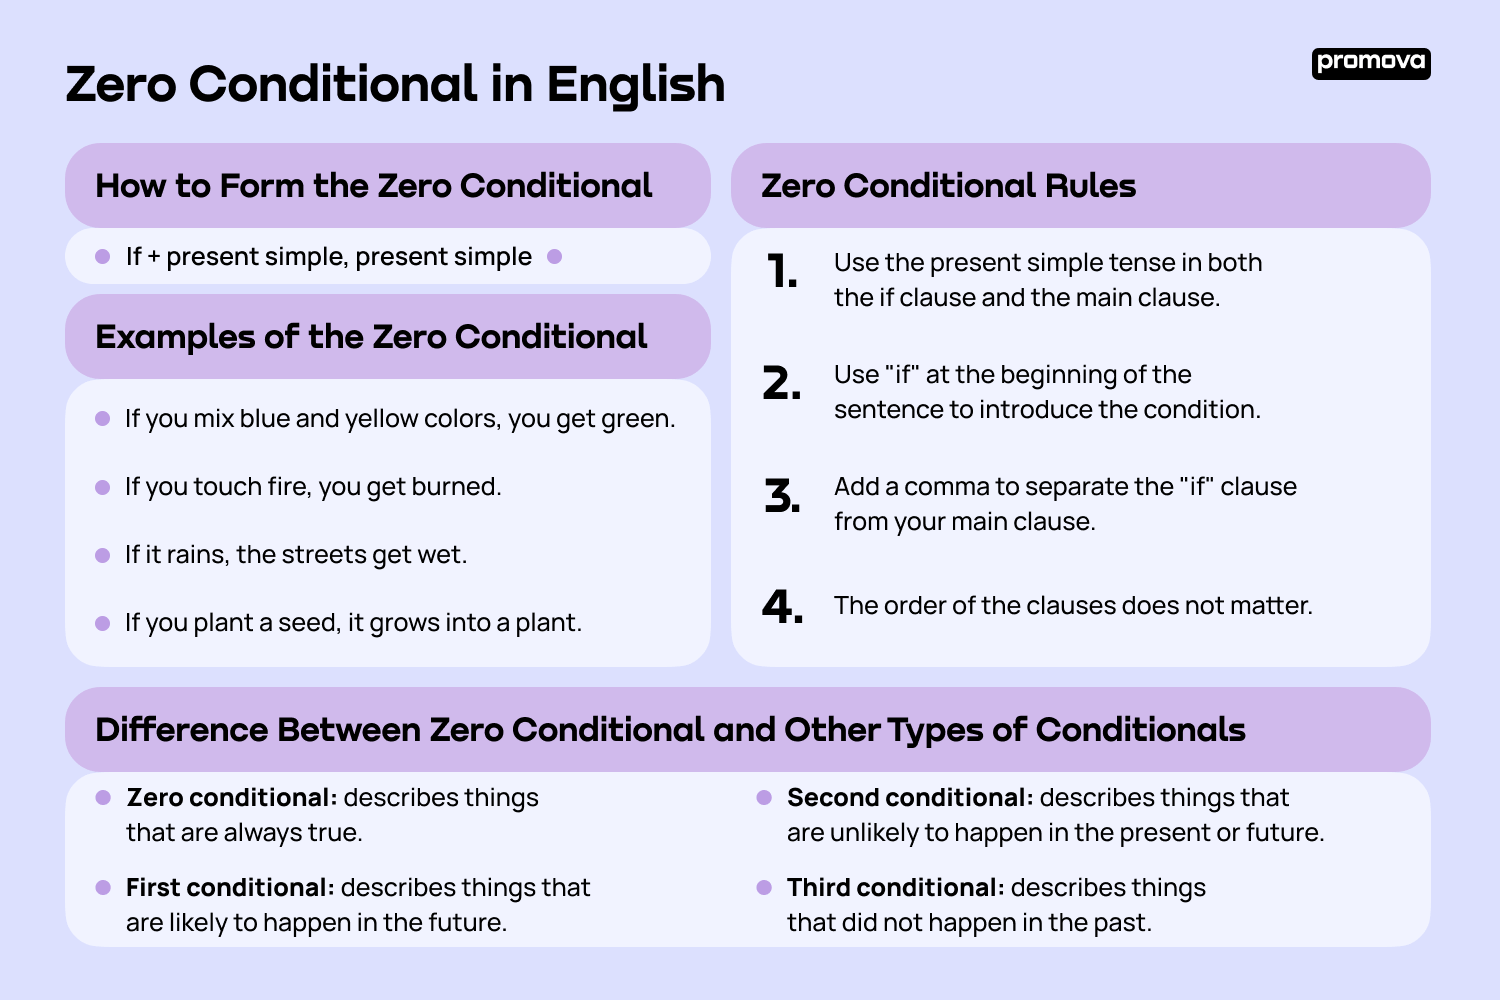 Zero Conditional in English
promova
How to Form the Zero Conditional
If + present simple, present simple
Examples of the Zero Conditional
If you mix blue and yellow colors, you get green.
If you touch fire, you get burned.
If it rains, the streets get wet.
If you plant a seed, it grows into a plant.
Zero Conditional Rules
1. Use the present simple tense in both
the if clause and the main clause.
2. Use "if" at the beginning of the
sentence to introduce the condition.
3. Add a comma to separate the "if" clause
from your main clause.
4. The order of the clauses does not matter.
Difference Between Zero Conditional and Other Types of Conditionals
Zero conditional: describes things
that are always true.
First conditional: describes things that
are likely to happen in the future.
Second conditional: describes things that
are unlikely to happen in the present or future.
Third conditional: describes things
that did not happen in the past.